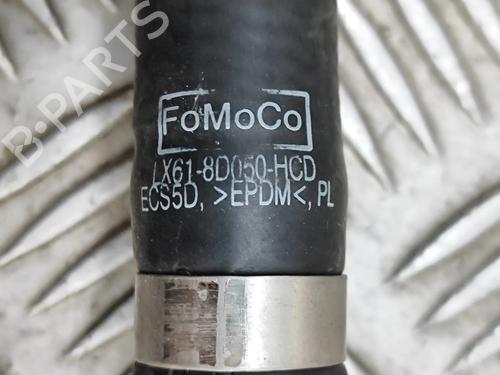 FoMoCo
LX61-8D050-HCD
ECS5D, >EPDM<, PL
B-PARTS